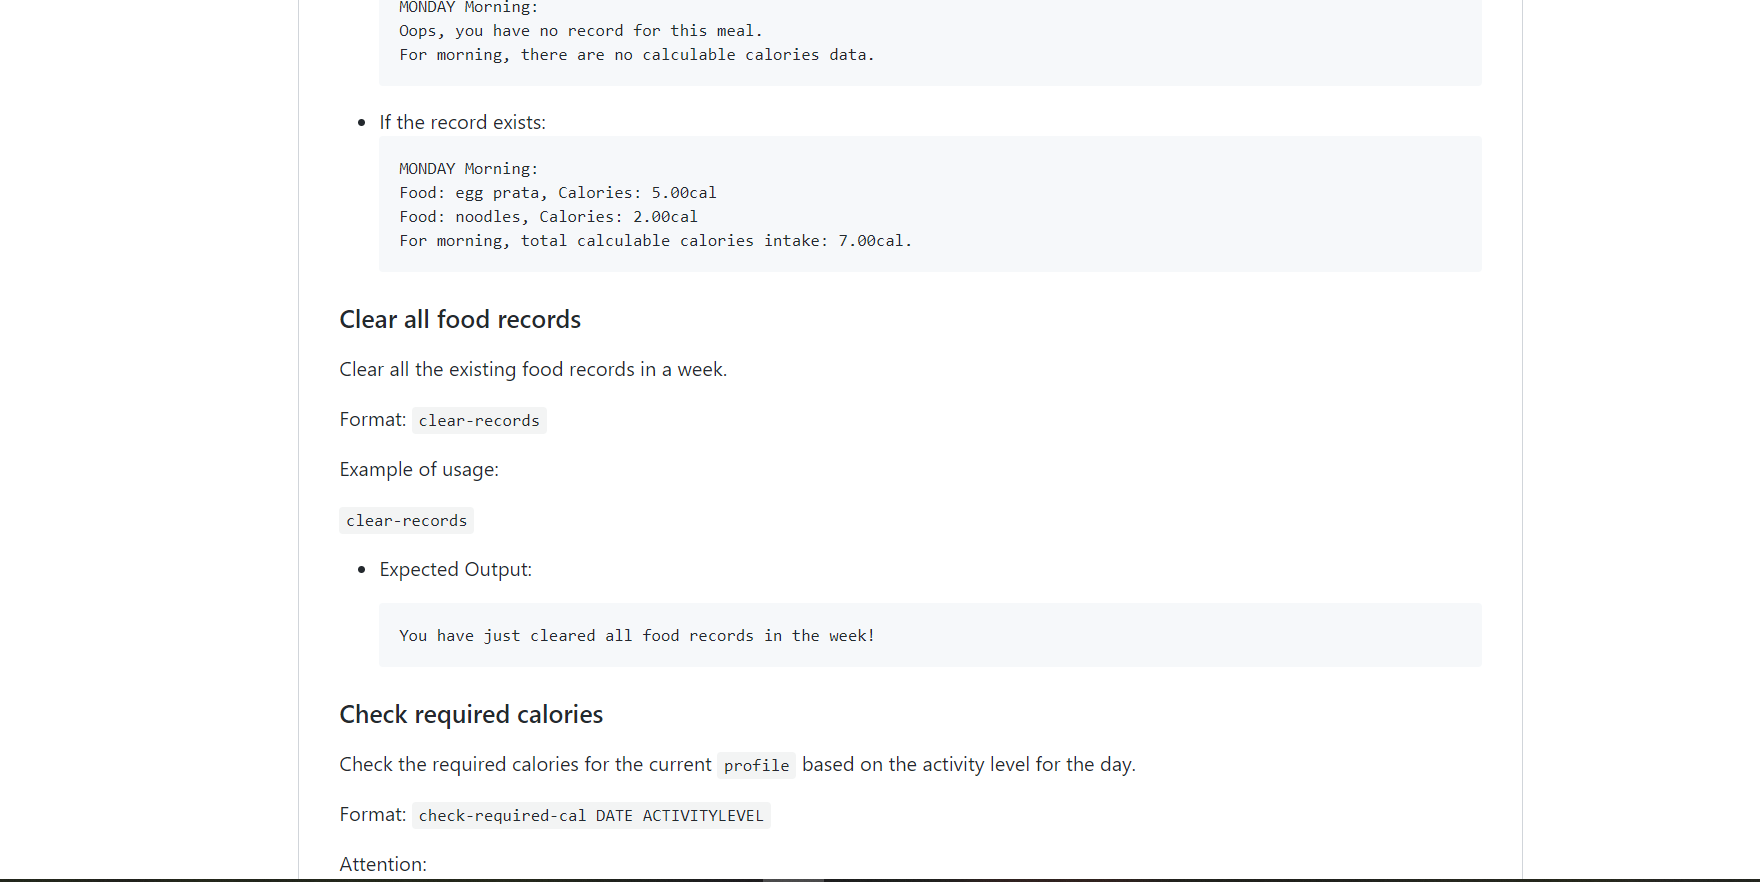 MONDAY Morning:
Oops, you have no record for this meal.
For morning, there are no calculable calories data.
If the record exists:
MONDAY Morning:
Food: egg prata, Calories: 5.00cal
Food: noodles, Calories: 2.00cal
For morning, total calculable calories intake: 7.00cal.
Clear all food records
Clear all the existing food records in a week.
Format: clear-records
Example of usage:
clear-records
Expected Output:
You have just cleared all food records in the week!
Check required calories
Check the required calories for the current profile based on the activity level for the day.
Format: check-required-cal DATE ACTIVITYLEVEL
Attention: